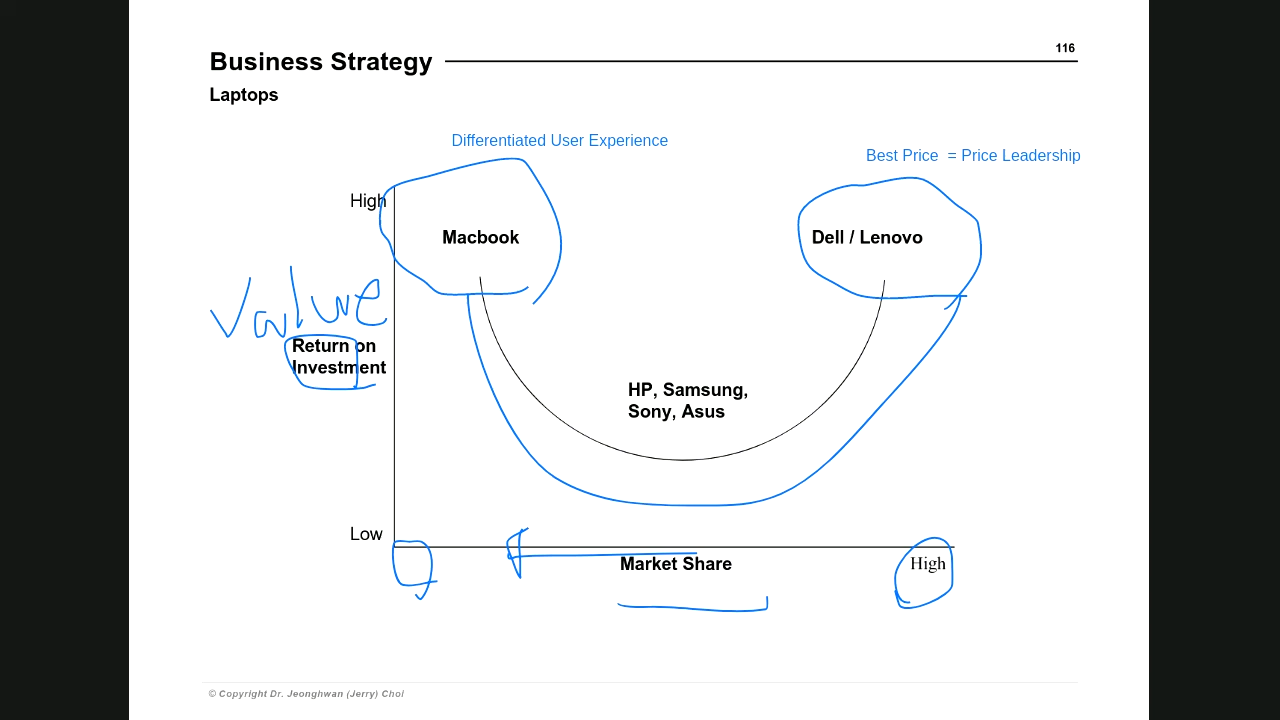 116
Business Strategy
Laptops
Differentiated User Experience
Best Price = Price Leadership
High
Macbook
Dell / Lenovo
value
Return on
Investment
HP, Samsung,
Sony, Asus
Low
Market Share
High
© Copyright Dr. Jeonghwan (Jerry) Choi